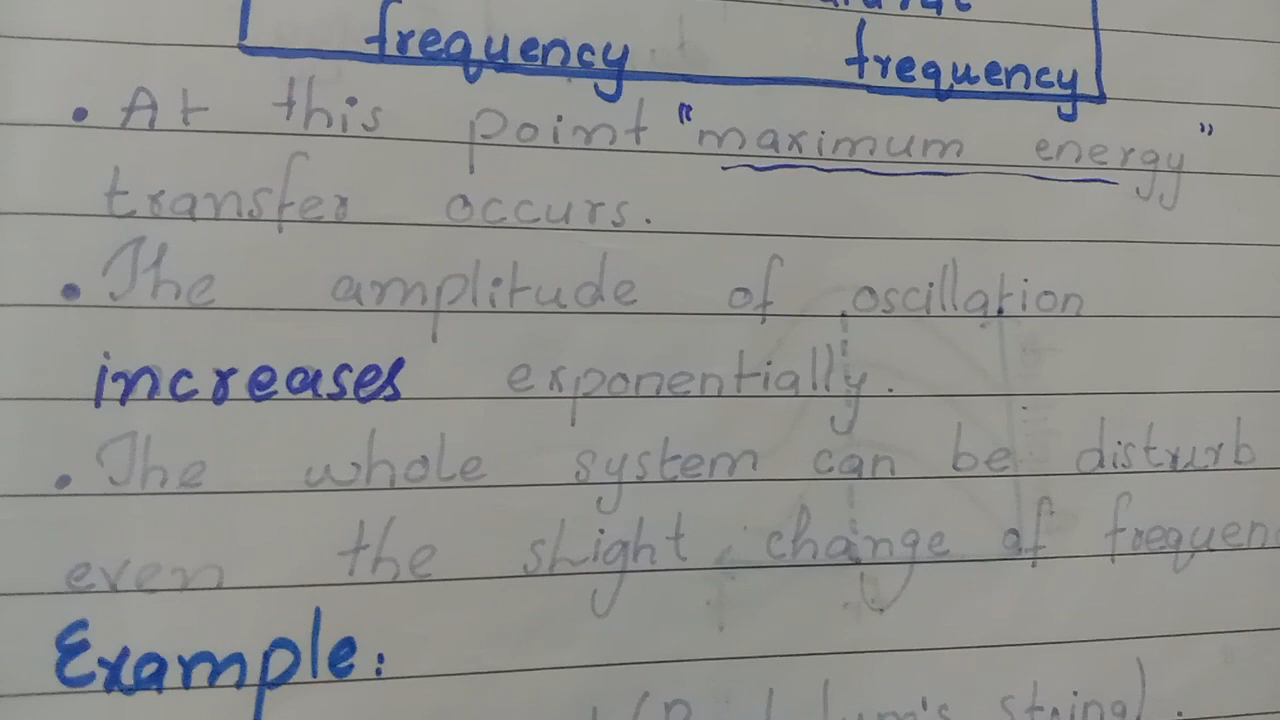 frequency frequency
• At this point "maximum energy"
transfer occurs.
• The amplitude of oscillation
increases exponentially.
• The whole system can be disturb
even the slight change of frequen
Example:
string).